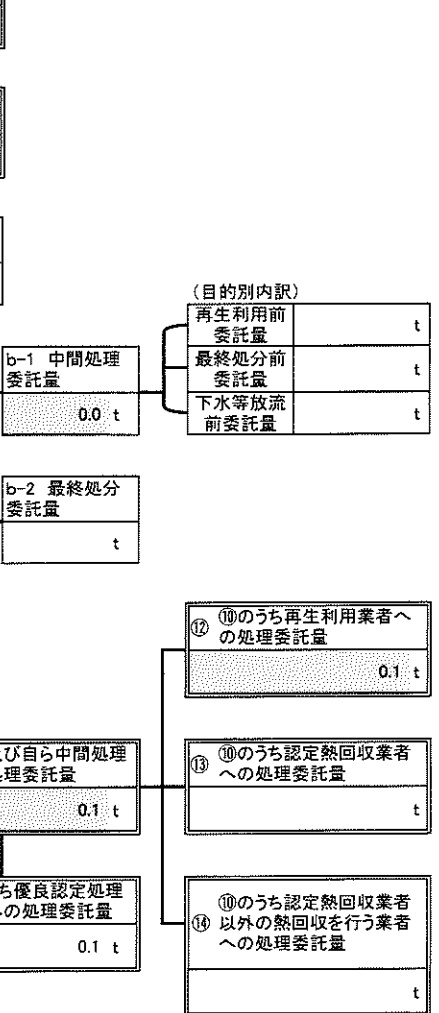 (目的別内訳)
再生利用前
委託量
t
最終処分前
委託量
t
下水等放流
前委託量
t
b-1 中間処理
委託量
0.0 t
b-2 最終処分
委託量
t
⑫ ⑩のうち再生利用業者へ
の処理委託量
0.1 t
び自ら中間処理
理委託量
0.1 t
⑬ ⑩のうち認定熱回収業者
への処理委託量
t
ち優良認定処理
の処理委託量
0.1 t
⑩のうち認定熱回収業者
⑭ 以外の熱回収を行う業者
への処理委託量
t